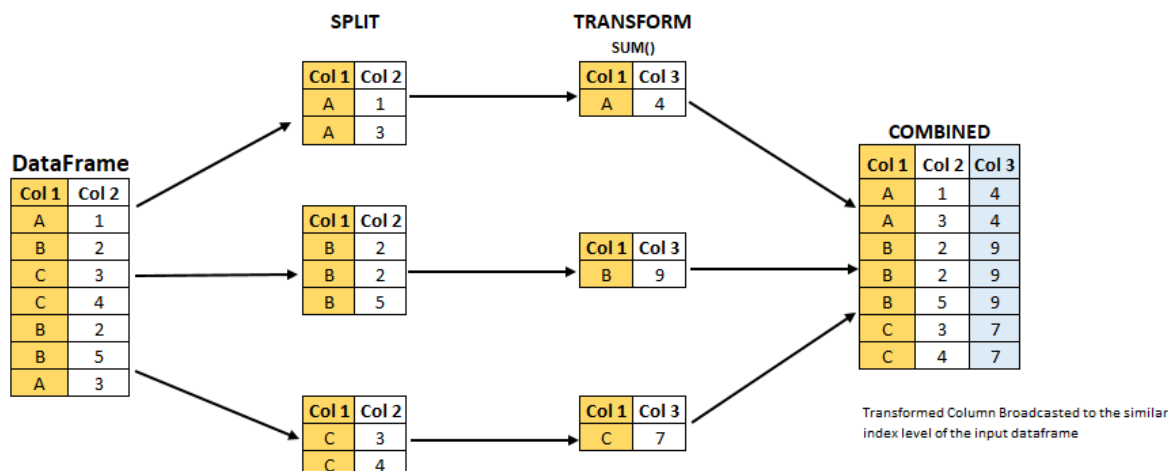 SPLIT
TRANSFORM
SUM()
Col 1 Col 2
A 1
A 3
Col 1 Col 3
A 4
DataFrame
Col 1 Col 2
A 1
B 2
C 3
C 4
B 2
B 5
A 3
Col 1 Col 2
B 2
B 2
B 5
Col 1 Col 3
B 9
Col 1 Col 2
C 3
C 4
Col 1 Col 3
C 7
COMBINED
Col 1 Col 2 Col 3
A 1 4
A 3 4
B 2 9
B 2 9
B 5 9
C 3 7
C 4 7
Transformed Column Broadcasted to the similar
index level of the input dataframe